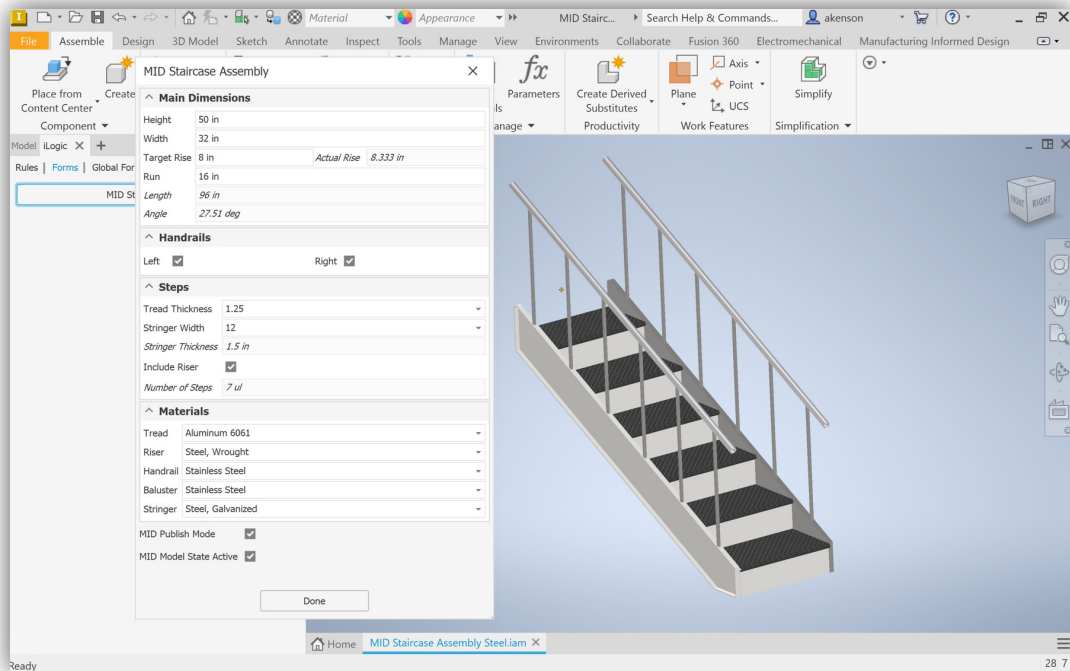 I Material Appearance MID Stairc... Search Help & Commands... akenson ?
File Assemble Design 3D Model Sketch Annotate Inspect Tools Manage View Environments Collaborate Fusion 360 Electromechanical Manufacturing Informed Design
Place from
Content Center
Create
Component
fx
Parameters
Create Derived
Substitutes
Productivity
Plane
Axis
Point
UCS
Work Features
Simplify
Simplification
Model iLogic X +
Rules | Forms | Global For
MID St
MID Staircase Assembly
Main Dimensions
Height 50 in
Width 32 in
Target Rise 8 in Actual Rise 8.333 in
Run 16 in
Length 96 in
Angle 27.51 deg
Handrails
Left Right
Steps
Tread Thickness 1.25
Stringer Width 12
Stringer Thickness 1.5 in
Include Riser
Number of Steps 7 ul
Materials
Tread Aluminum 6061
Riser Steel, Wrought
Handrail Stainless Steel
Baluster Stainless Steel
Stringer Steel, Galvanized
MID Publish Mode
MID Model State Active
Done
FRONT RIGHT
Home MID Staircase Assembly Steel.iam
Ready 28 7